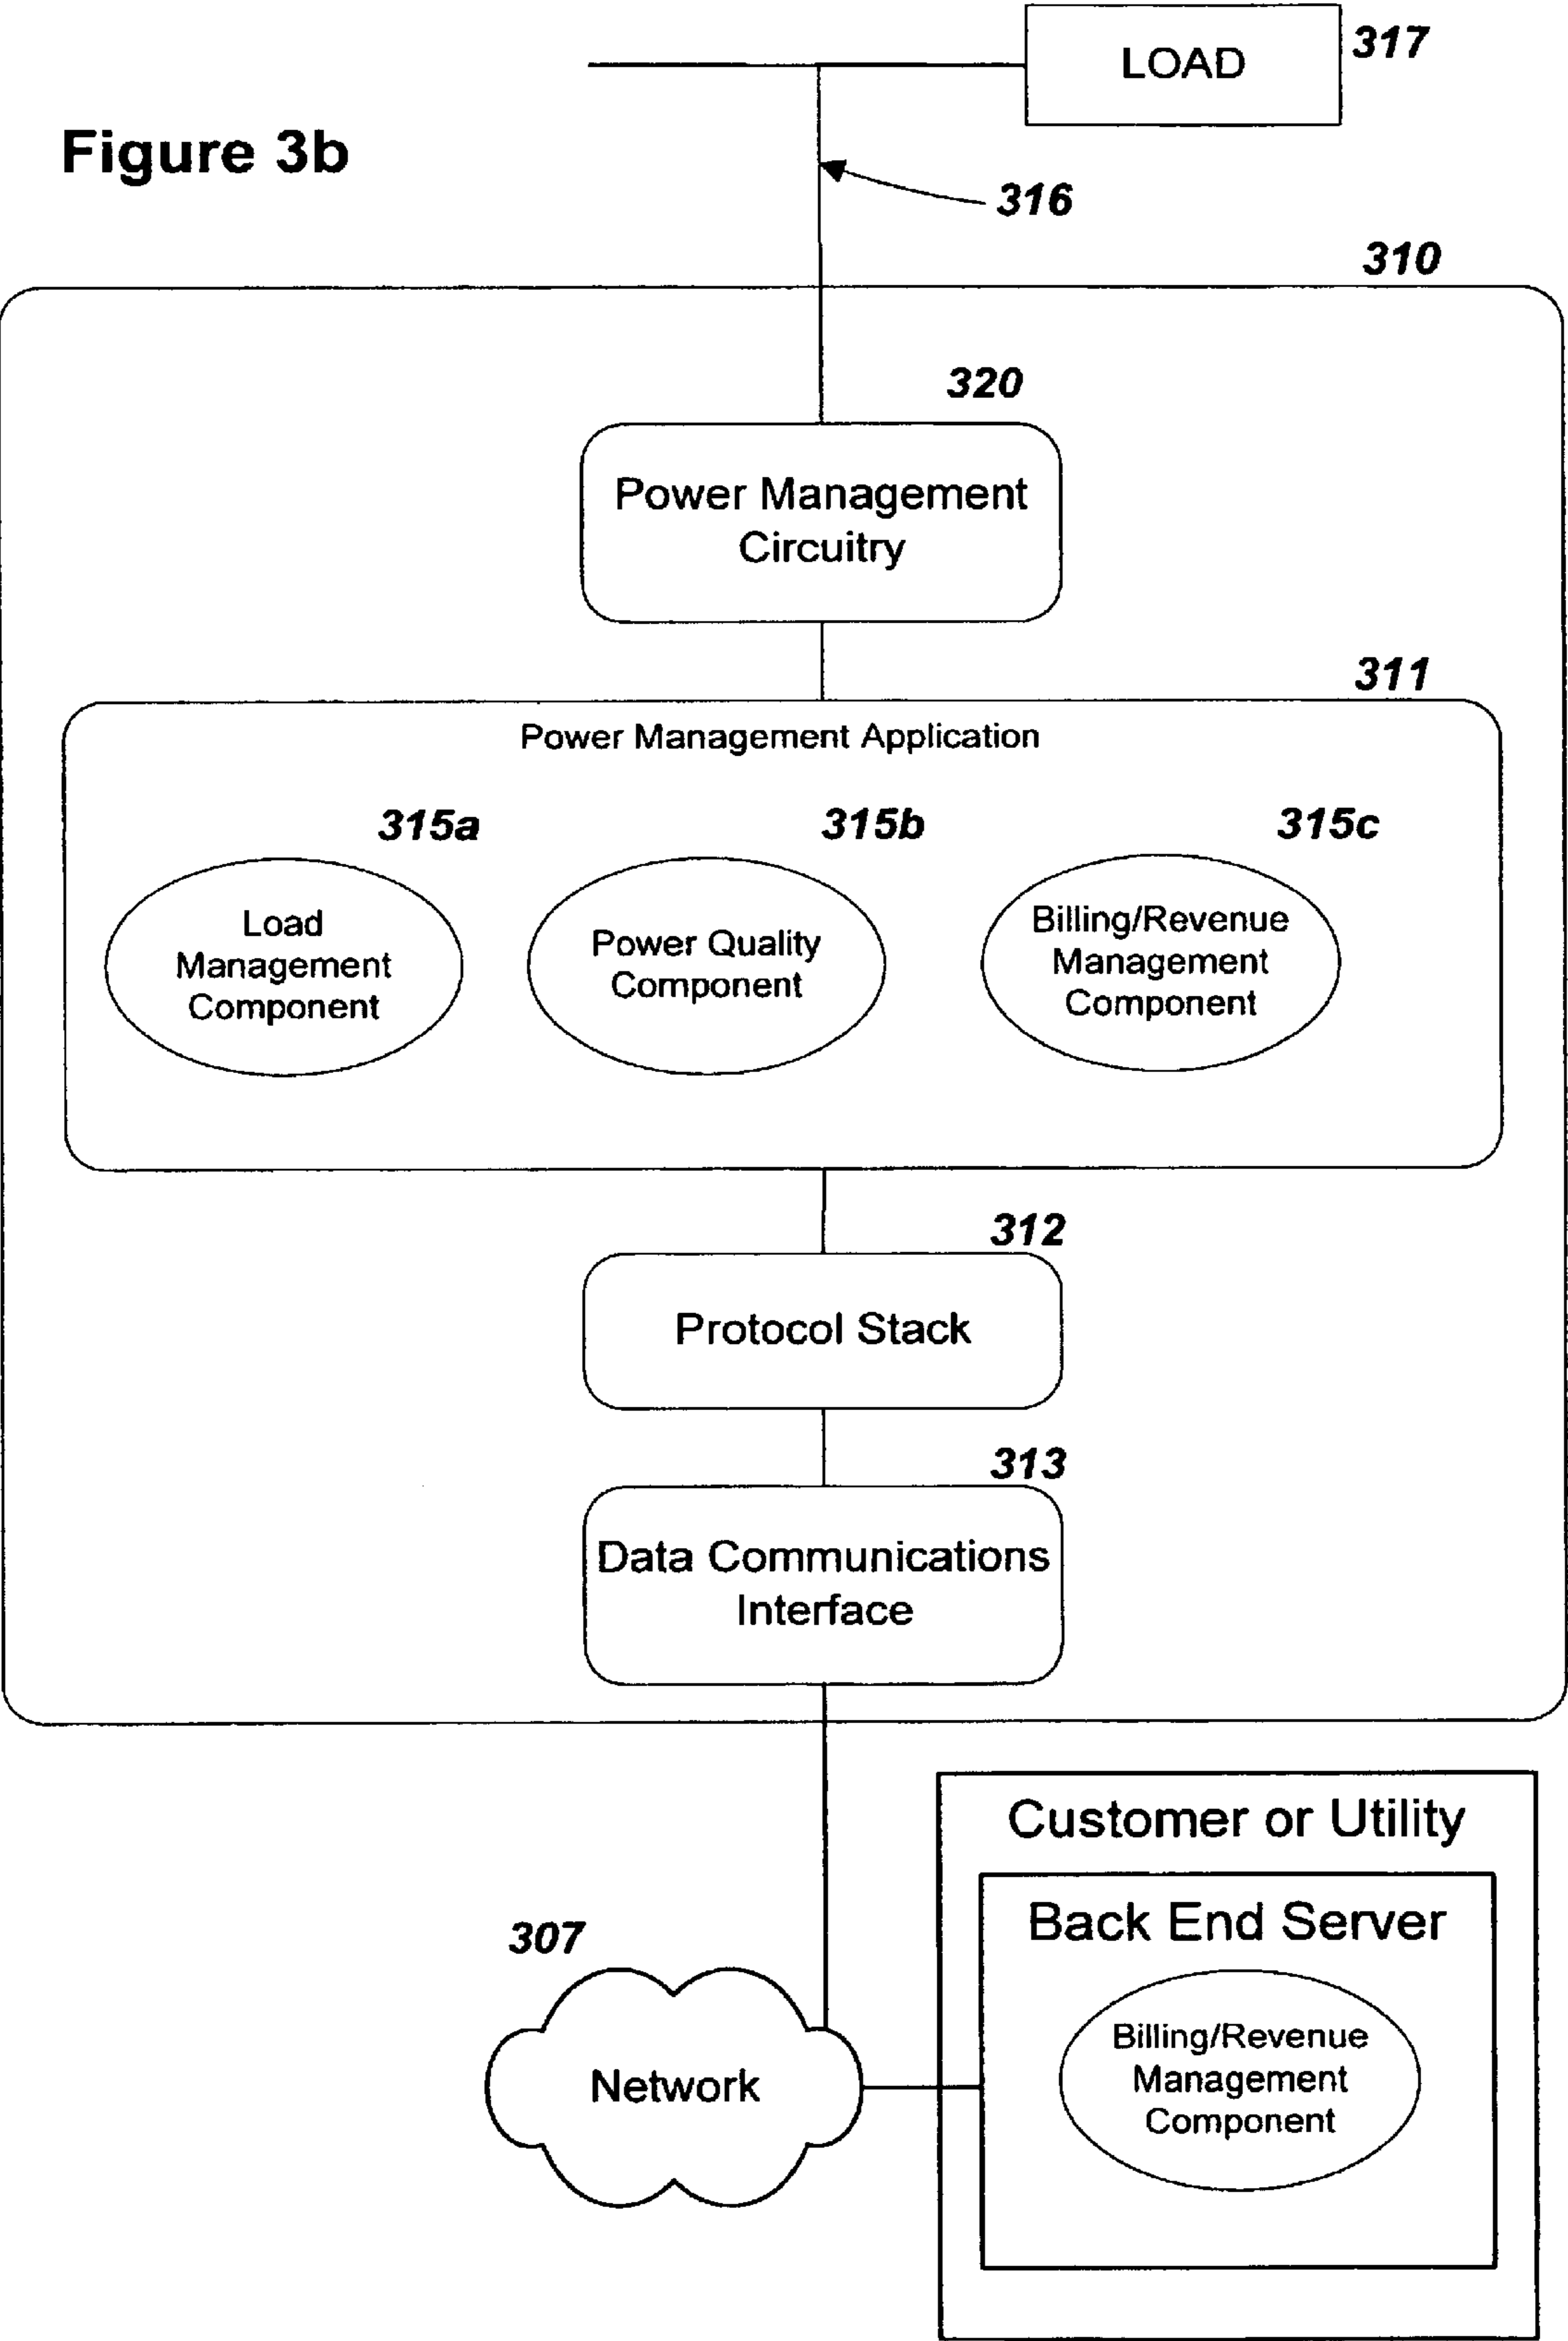 317
LOAD
Figure 3b
316
310
320
Power Management
Circuitry
311
Power Management Application
315a
315b
315c
Load
Management
Component
Power Quality
Component
Billing/Revenue
Management
Component
312
Protocol Stack
313
Data Communications
Interface
Customer or Utility
Back End Server
307
Network
Billing/Revenue
Management
Component